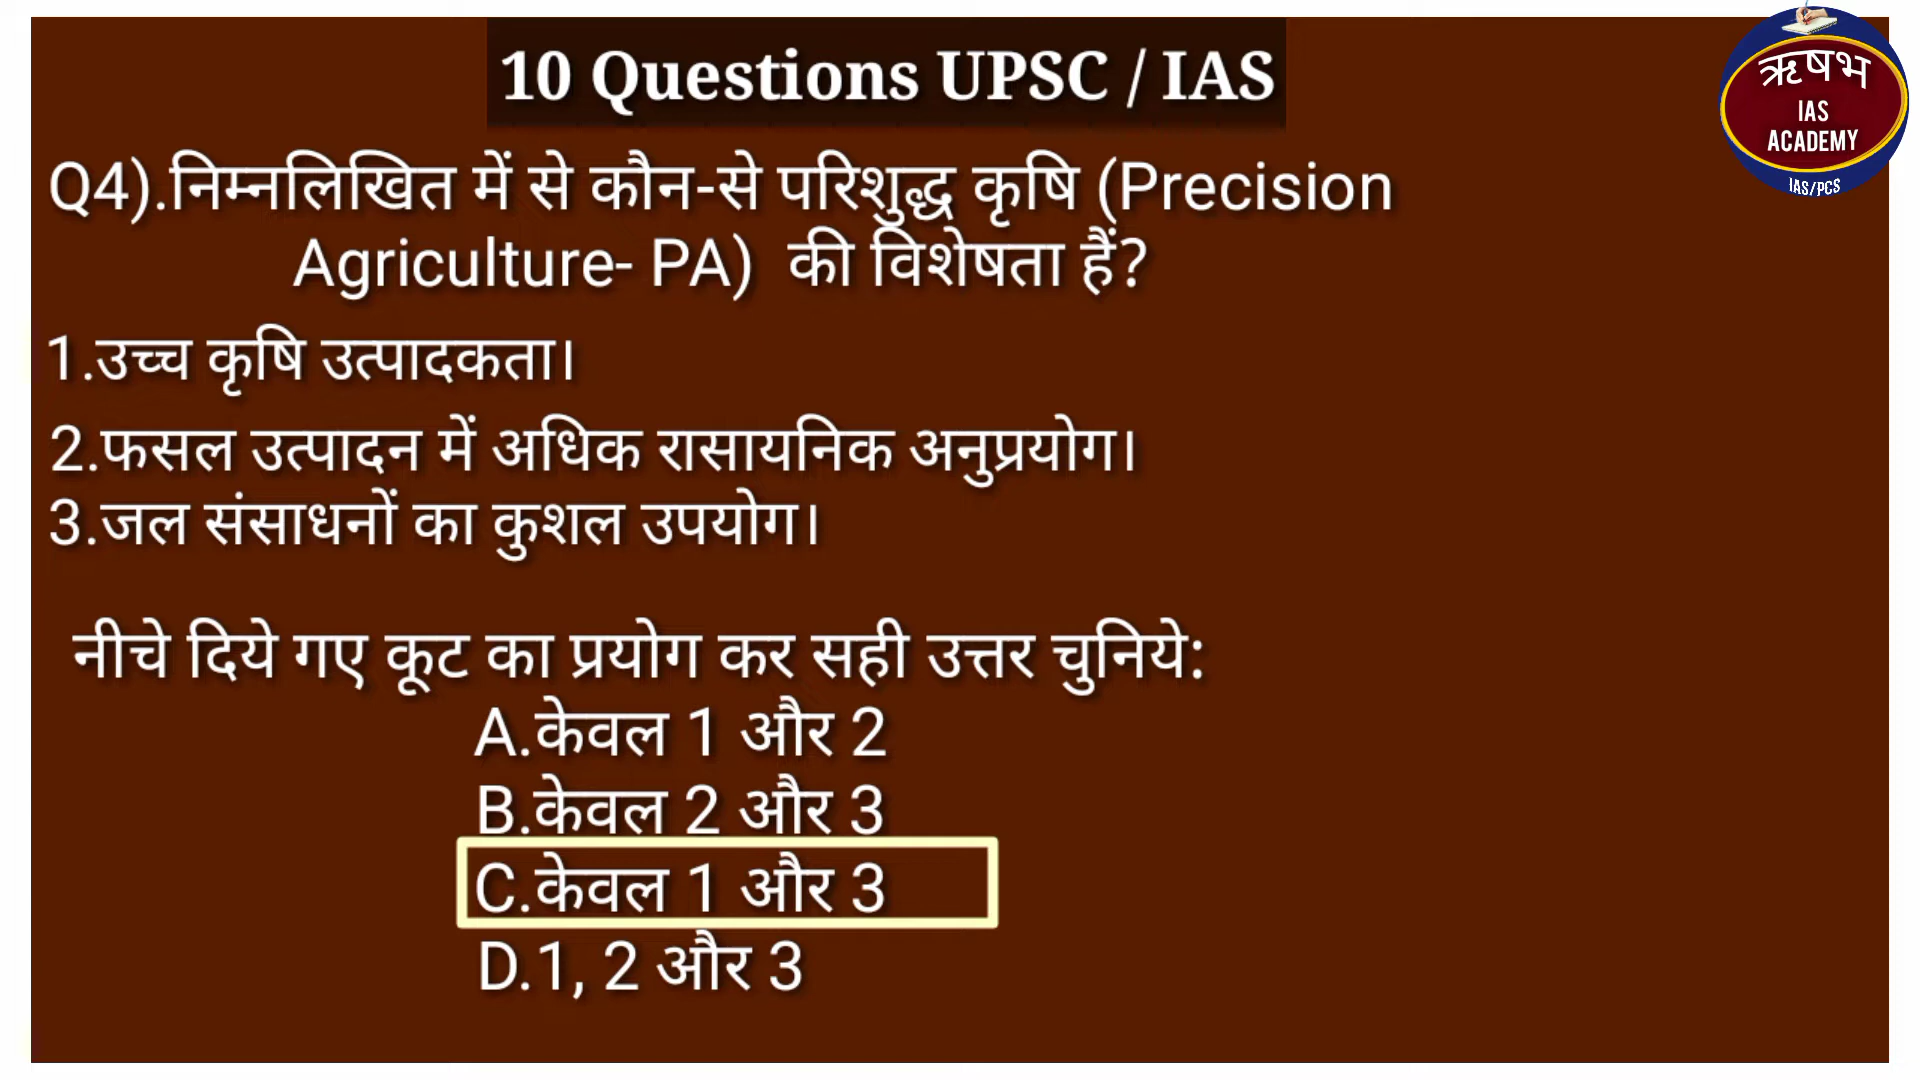 10 Questions UPSC / IAS
ऋषभ
IAS
ACADEMY
IAS/PCS
Q4).निम्नलिखित में से कौन-से परिशुद्ध कृषि (Precision
Agriculture- PA) की विशेषता हैं?
1.उच्च कृषि उत्पादकता।
2.फसल उत्पादन में अधिक रासायनिक अनुप्रयोग।
3.जल संसाधनों का कुशल उपयोग।
नीचे दिये गए कूट का प्रयोग कर सही उत्तर चुनिये:
A.केवल 1 और 2
B.केवल 2 और 3
C.केवल 1 और 3
D.1, 2 और 3